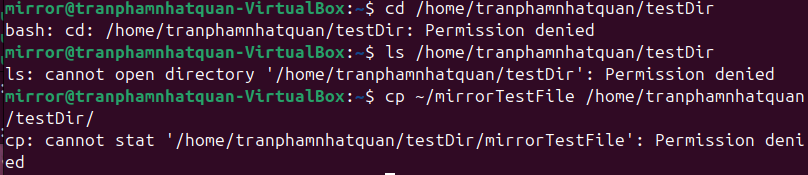 mirror@tranphamnhatquan-VirtualBox:~$ cd /home/tranphamnhatquan/testDir
bash: cd: /home/tranphamnhatquan/testDir: Permission denied
mirror@tranphamnhatquan-VirtualBox:~$ ls /home/tranphamnhatquan/testDir
ls: cannot open directory '/home/tranphamnhatquan/testDir': Permission denied
mirror@tranphamnhatquan-VirtualBox:~$ cp ~/mirrorTestFile /home/tranphamnhatquan
/testDir/
cp: cannot stat '/home/tranphamnhatquan/testDir/mirrorTestFile': Permission deni
ed